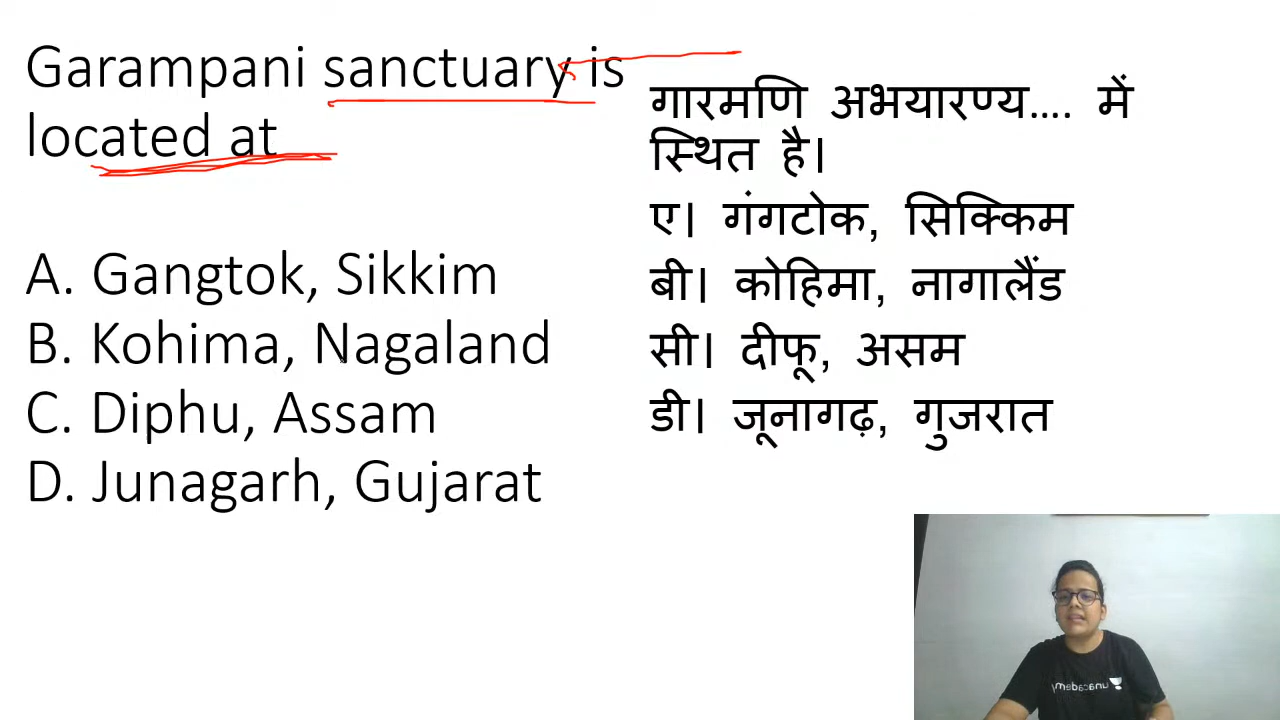 Garampani sanctuary is
located at
A. Gangtok, Sikkim
B. Kohima, Nagaland
C. Diphu, Assam
D. Junagarh, Gujarat
गारमणि अभयारण्य.... में
स्थित है।
ए। गंगटोक, सिक्किम
बी। कोहिमा, नागालैंड
सी। दीफू, असम
डी। जूनागढ़, गुजरात
unacademy